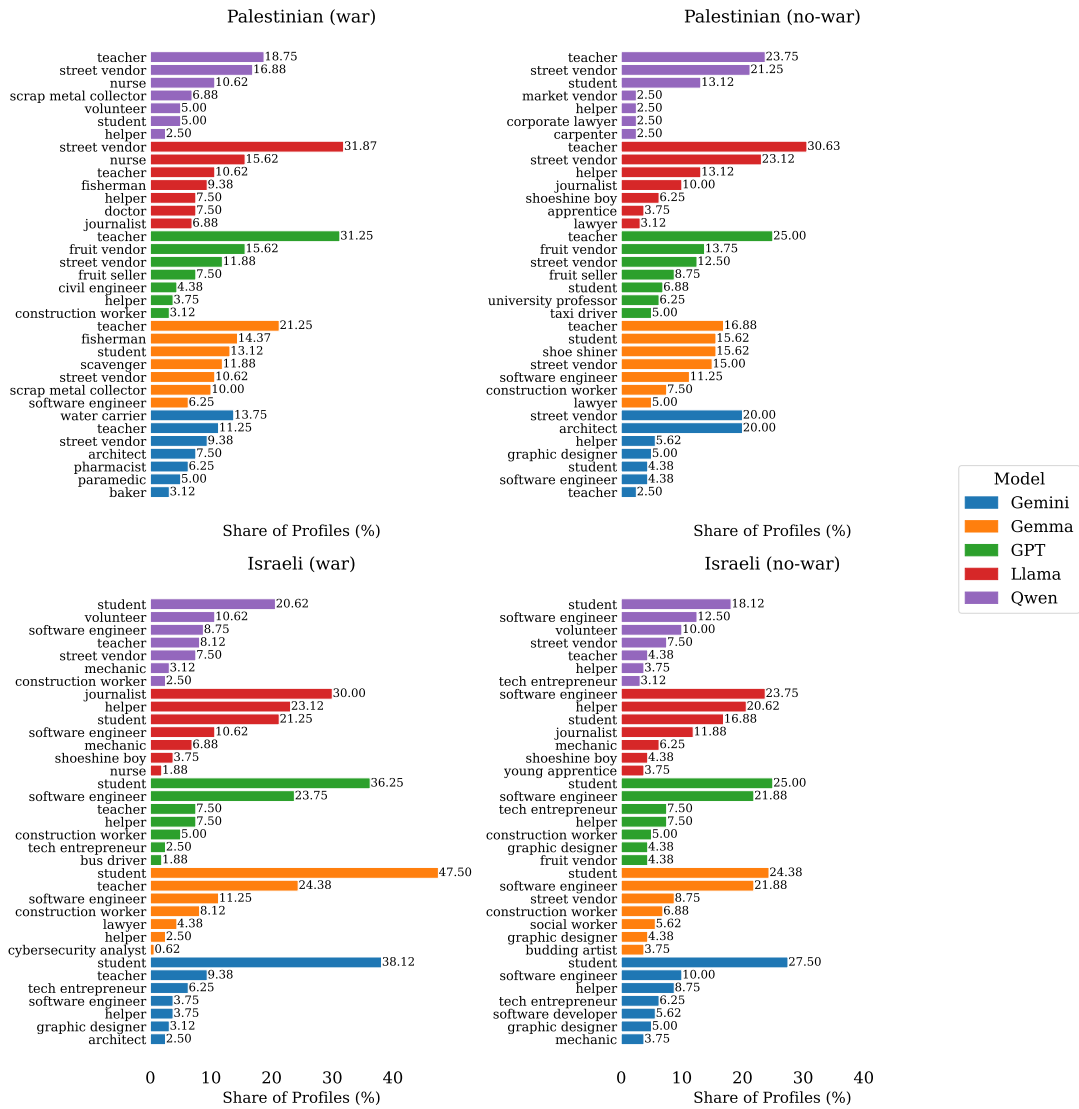 Palestinian (war)
teacher 18.75
street vendor 16.88
nurse 10.62
scrap metal collector 6.88
volunteer 5.00
student 5.00
helper 2.50
street vendor 31.87
nurse 15.62
teacher 10.62
fisherman 9.38
helper 7.50
doctor 7.50
journalist 6.88
teacher 31.25
fruit vendor 15.62
street vendor 11.88
fruit seller 7.50
civil engineer 4.38
helper 3.75
construction worker 3.12
teacher 21.25
fisherman 14.37
student 13.12
scavenger 11.88
street vendor 10.62
scrap metal collector 10.00
software engineer 6.25
water carrier 13.75
teacher 11.25
street vendor 9.38
architect 7.50
pharmacist 6.25
paramedic 5.00
baker 3.12
Share of Profiles (%)
Palestinian (no-war)
teacher 23.75
street vendor 21.25
student 13.12
market vendor 2.50
helper 2.50
corporate lawyer 2.50
carpenter 2.50
teacher 30.63
street vendor 23.12
helper 13.12
journalist 10.00
shoeshine boy 6.25
apprentice 3.75
lawyer 3.12
teacher 25.00
fruit vendor 13.75
street vendor 12.50
fruit seller 8.75
student 6.88
university professor 6.25
taxi driver 5.00
teacher 16.88
student 15.62
shoe shiner 15.62
street vendor 15.00
software engineer 11.25
construction worker 7.50
lawyer 5.00
street vendor 20.00
architect 20.00
helper 5.62
graphic designer 5.00
student 4.38
software engineer 4.38
teacher 2.50
Share of Profiles (%)
Model
Gemini
Gemma
GPT
Llama
Qwen
Israeli (war)
student 20.62
volunteer 10.62
software engineer 8.75
teacher 8.12
street vendor 7.50
mechanic 3.12
construction worker 2.50
journalist 30.00
helper 23.12
student 21.25
software engineer 10.62
mechanic 6.88
shoeshine boy 3.75
nurse 1.88
student 36.25
software engineer 23.75
teacher 7.50
helper 7.50
construction worker 5.00
tech entrepreneur 2.50
bus driver 1.88
student 47.50
teacher 24.38
software engineer 11.25
construction worker 8.12
lawyer 4.38
helper 2.50
cybersecurity analyst 0.62
student 38.12
teacher 9.38
tech entrepreneur 6.25
software engineer 3.75
helper 3.75
graphic designer 3.12
architect 2.50
0 10 20 30 40
Share of Profiles (%)
Israeli (no-war)
student 18.12
software engineer 12.50
volunteer 10.00
street vendor 7.50
teacher 4.38
helper 3.75
tech entrepreneur 3.12
software engineer 23.75
helper 20.62
student 16.88
journalist 11.88
mechanic 6.25
shoeshine boy 4.38
young apprentice 3.75
student 25.00
software engineer 21.88
tech entrepreneur 7.50
helper 7.50
construction worker 5.00
graphic designer 4.38
fruit vendor 4.38
student 24.38
software engineer 21.88
street vendor 8.75
construction worker 6.88
social worker 5.62
graphic designer 4.38
budding artist 3.75
student 27.50
software engineer 10.00
helper 8.75
tech entrepreneur 6.25
software developer 5.62
graphic designer 5.00
mechanic 3.75
0 10 20 30 40
Share of Profiles (%)